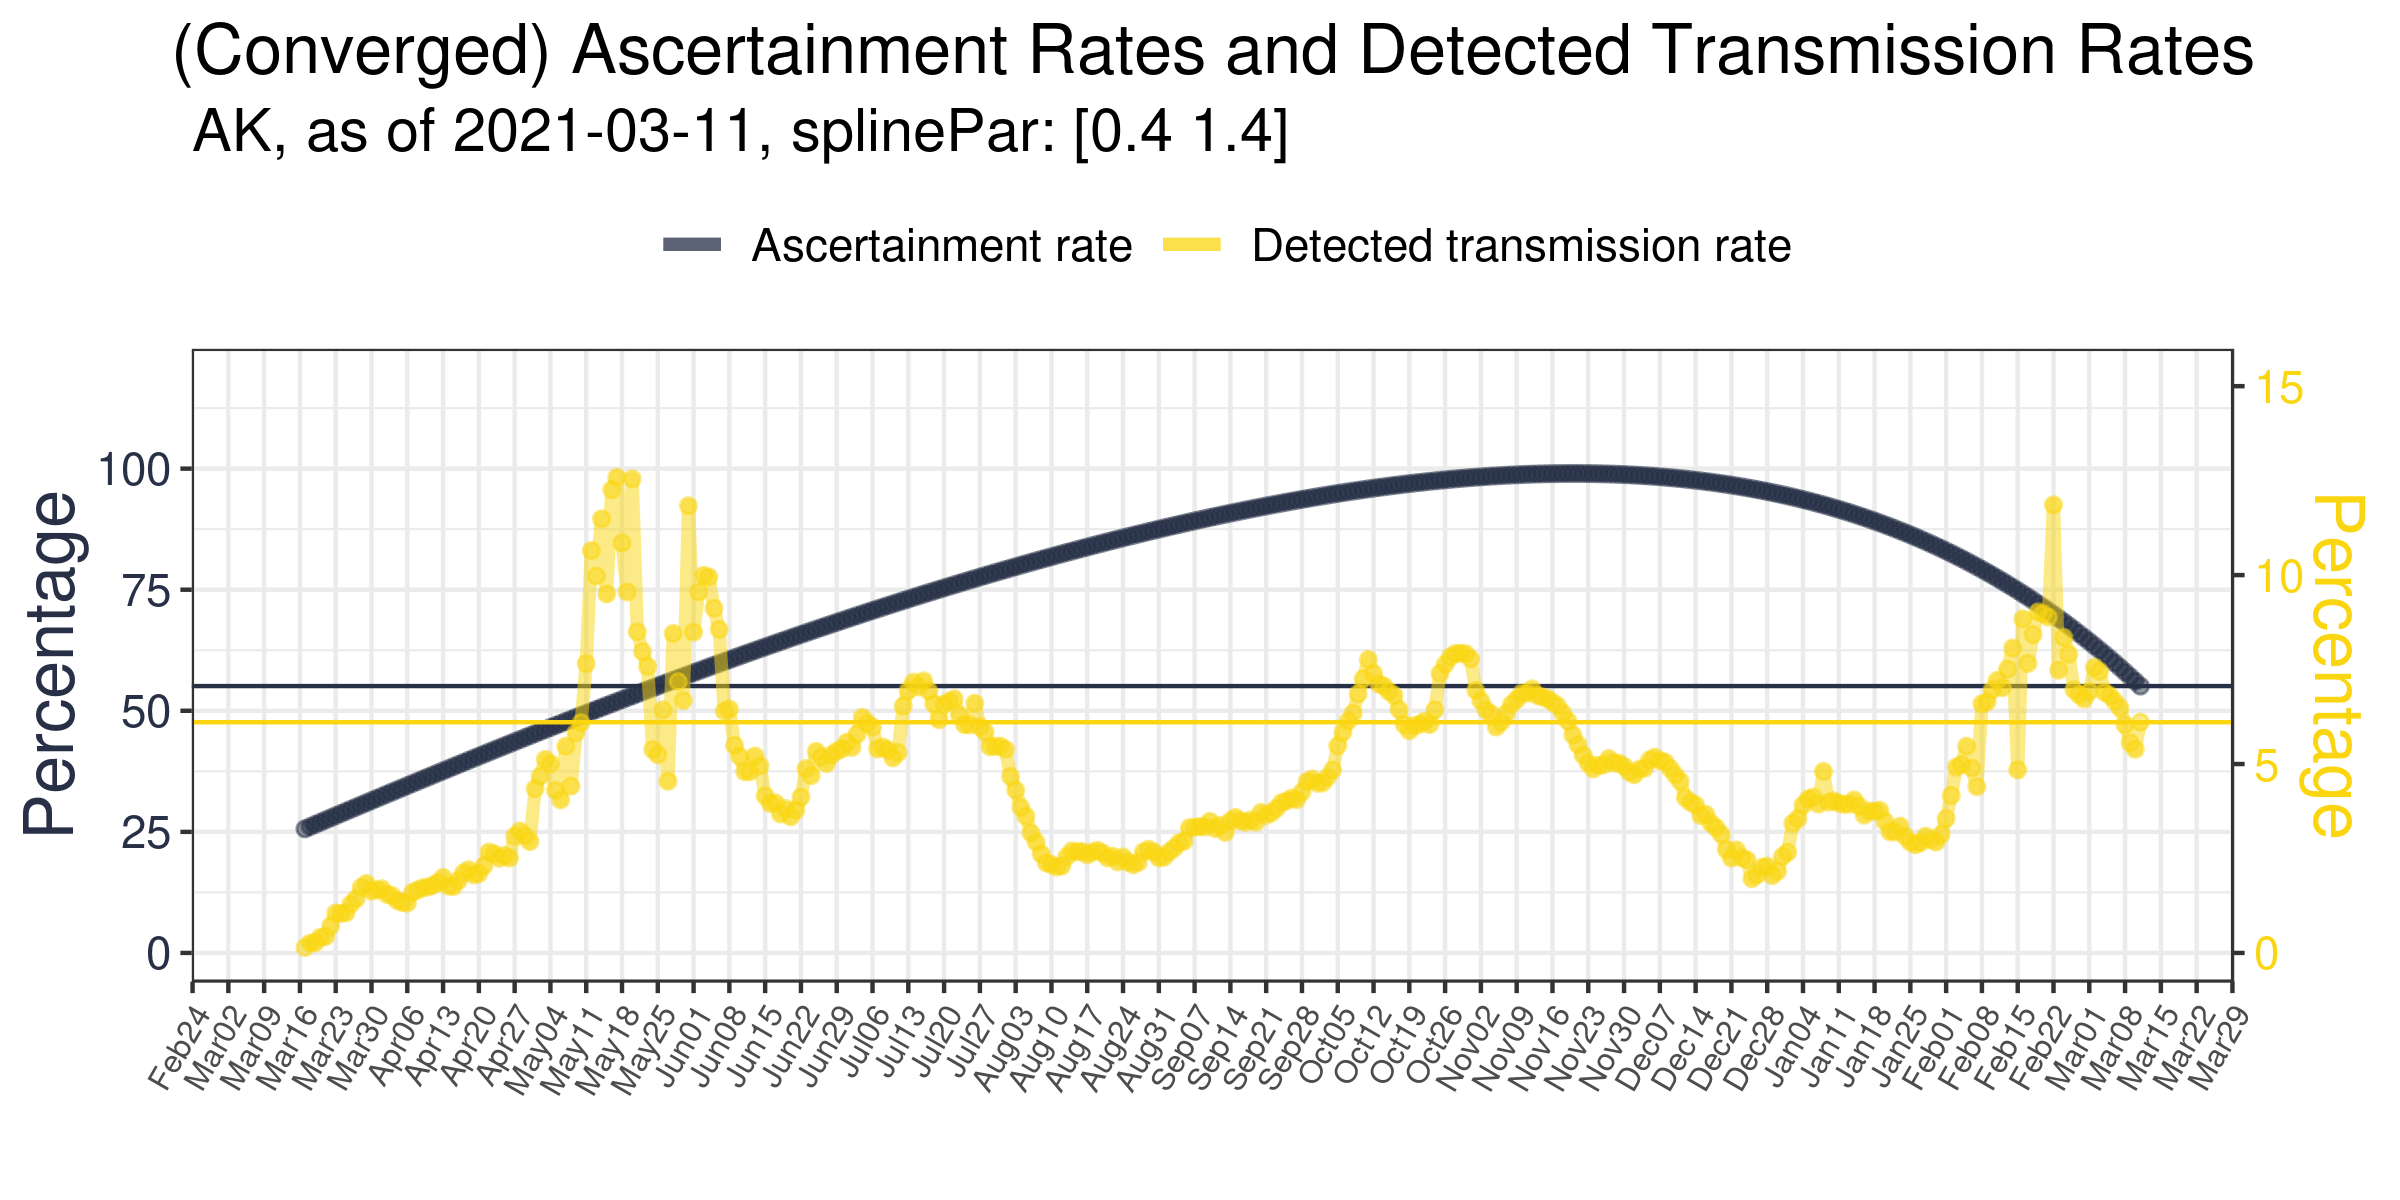 (Converged) Ascertainment Rates and Detected Transmission Rates
AK, as of 2021-03-11, splinePar: [0.4 1.4]
Ascertainment rate
Detected transmission rate
Percentage
100
75
50
25
0
15
10
5
0
Percentage
Feb24
Mar02
Mar09
Mar16
Mar23
Mar30
Apr06
Apr13
Apr20
Apr27
May04
May11
May18
May25
Jun01
Jun08
Jun15
Jun22
Jun29
Jul06
Jul13
Jul20
Jul27
Aug03
Aug10
Aug17
Aug24
Aug31
Sep07
Sep14
Sep21
Sep28
Oct05
Oct12
Oct19
Oct26
Nov02
Nov09
Nov16
Nov23
Nov30
Dec07
Dec14
Dec21
Dec28
Jan04
Jan11
Jan18
Jan25
Feb01
Feb08
Feb15
Feb22
Mar01
Mar08
Mar15
Mar22
Mar29